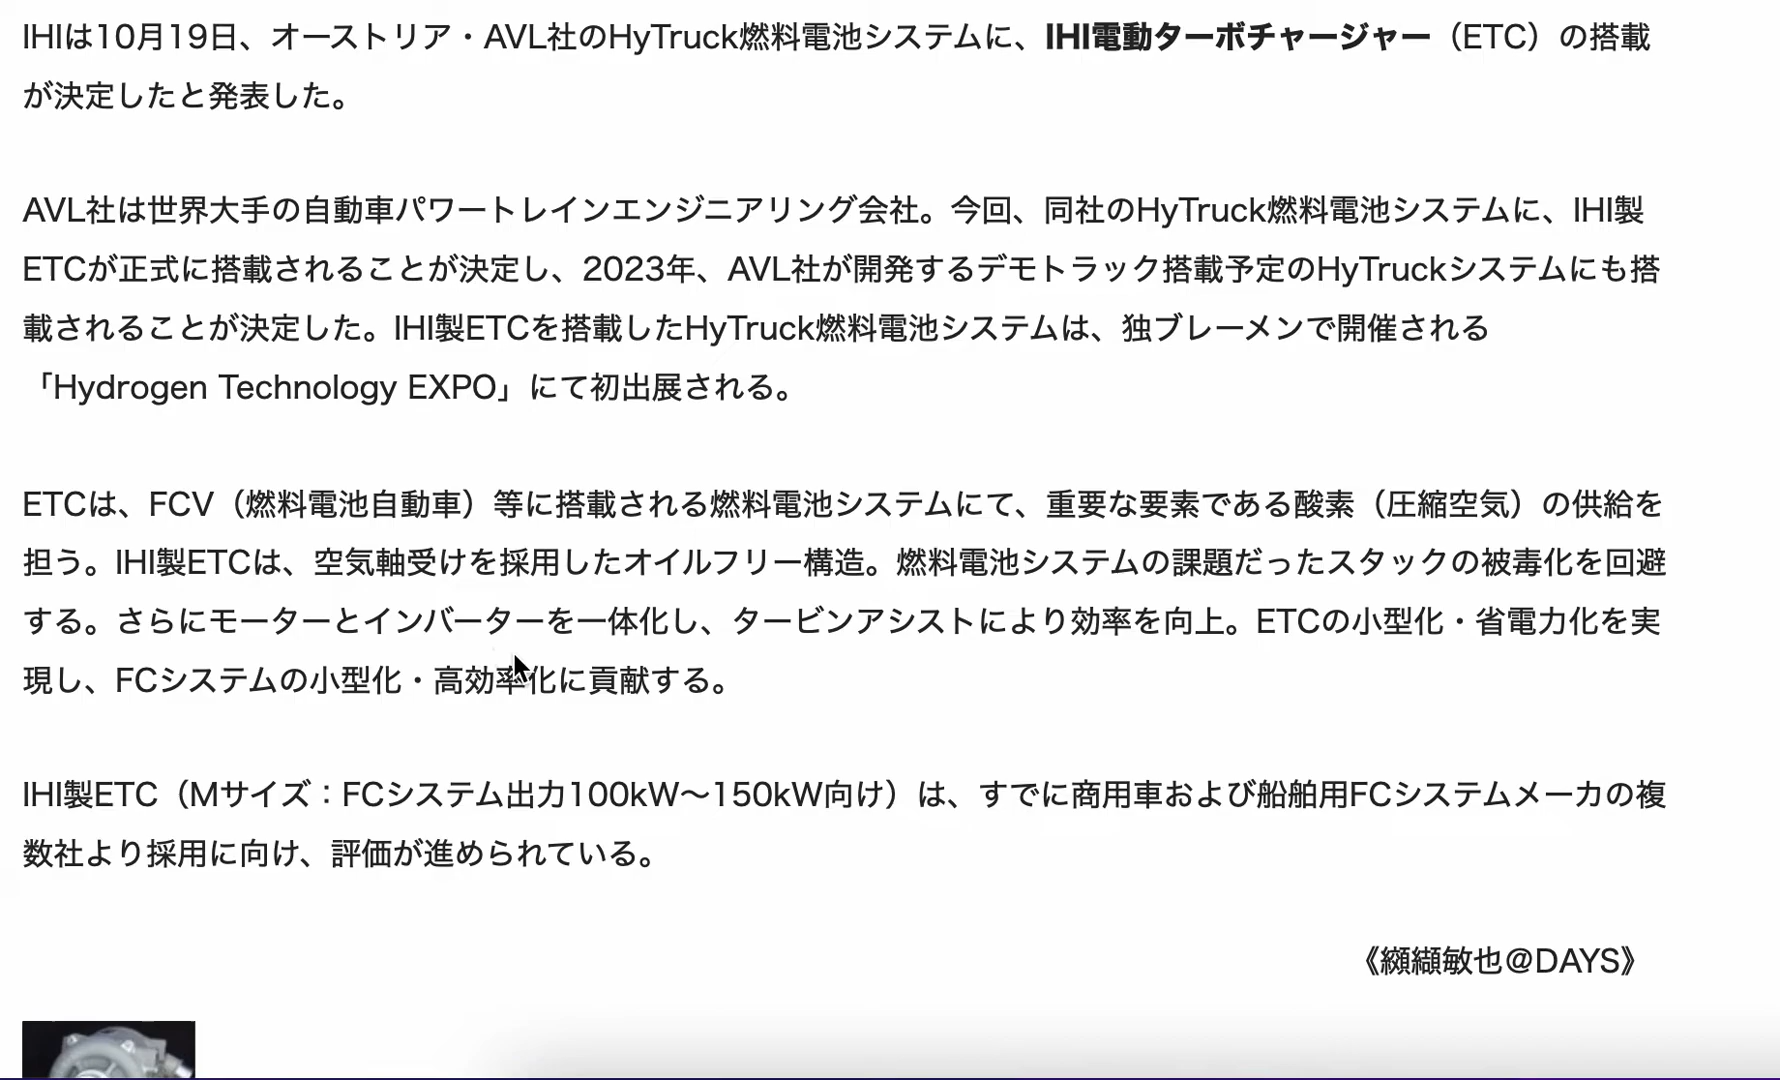 IHIは10月19日、オーストリア・AVL社のHyTruck燃料電池システムに、IHI電動ターボチャージャー（ETC）の搭載
が決定したと発表した。
AVL社は世界大手の自動車パワートレインエンジニアリング会社。今回、同社のHyTruck燃料電池システムに、IHI製
ETCが正式に搭載されることが決定し、2023年、AVL社が開発するデモトラック搭載予定のHyTruckシステムにも搭
載されることが決定した。IHI製ETCを搭載したHyTruck燃料電池システムは、独ブレーメンで開催される
「Hydrogen Technology EXPO」にて初出展される。
ETCは、FCV（燃料電池自動車）等に搭載される燃料電池システムにて、重要な要素である酸素（圧縮空気）の供給を
担う。IHI製ETCは、空気軸受けを採用したオイルフリー構造。燃料電池システムの課題だったスタックの被毒化を回避
する。さらにモーターとインバーターを一体化し、タービンアシストにより効率を向上。ETCの小型化・省電力化を実
現し、FCシステムの小型化・高効率化に貢献する。
IHI製ETC（Mサイズ：FCシステム出力100kW〜150kW向け）は、すでに商用車および船舶用FCシステムメーカの複
数社より採用に向け、評価が進められている。
《纐纈敏也@DAYS》